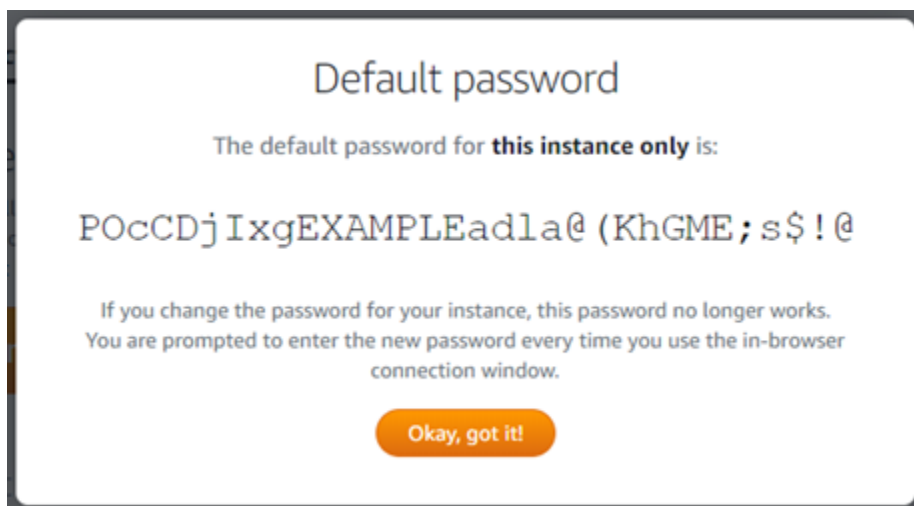 Default password
The default password for this instance only is:
POcCDjIxgEXAMPLEadla@(KhGME;s$!@
If you change the password for your instance, this password no longer works.
You are prompted to enter the new password every time you use the in-browser
connection window.
Okay, got it!